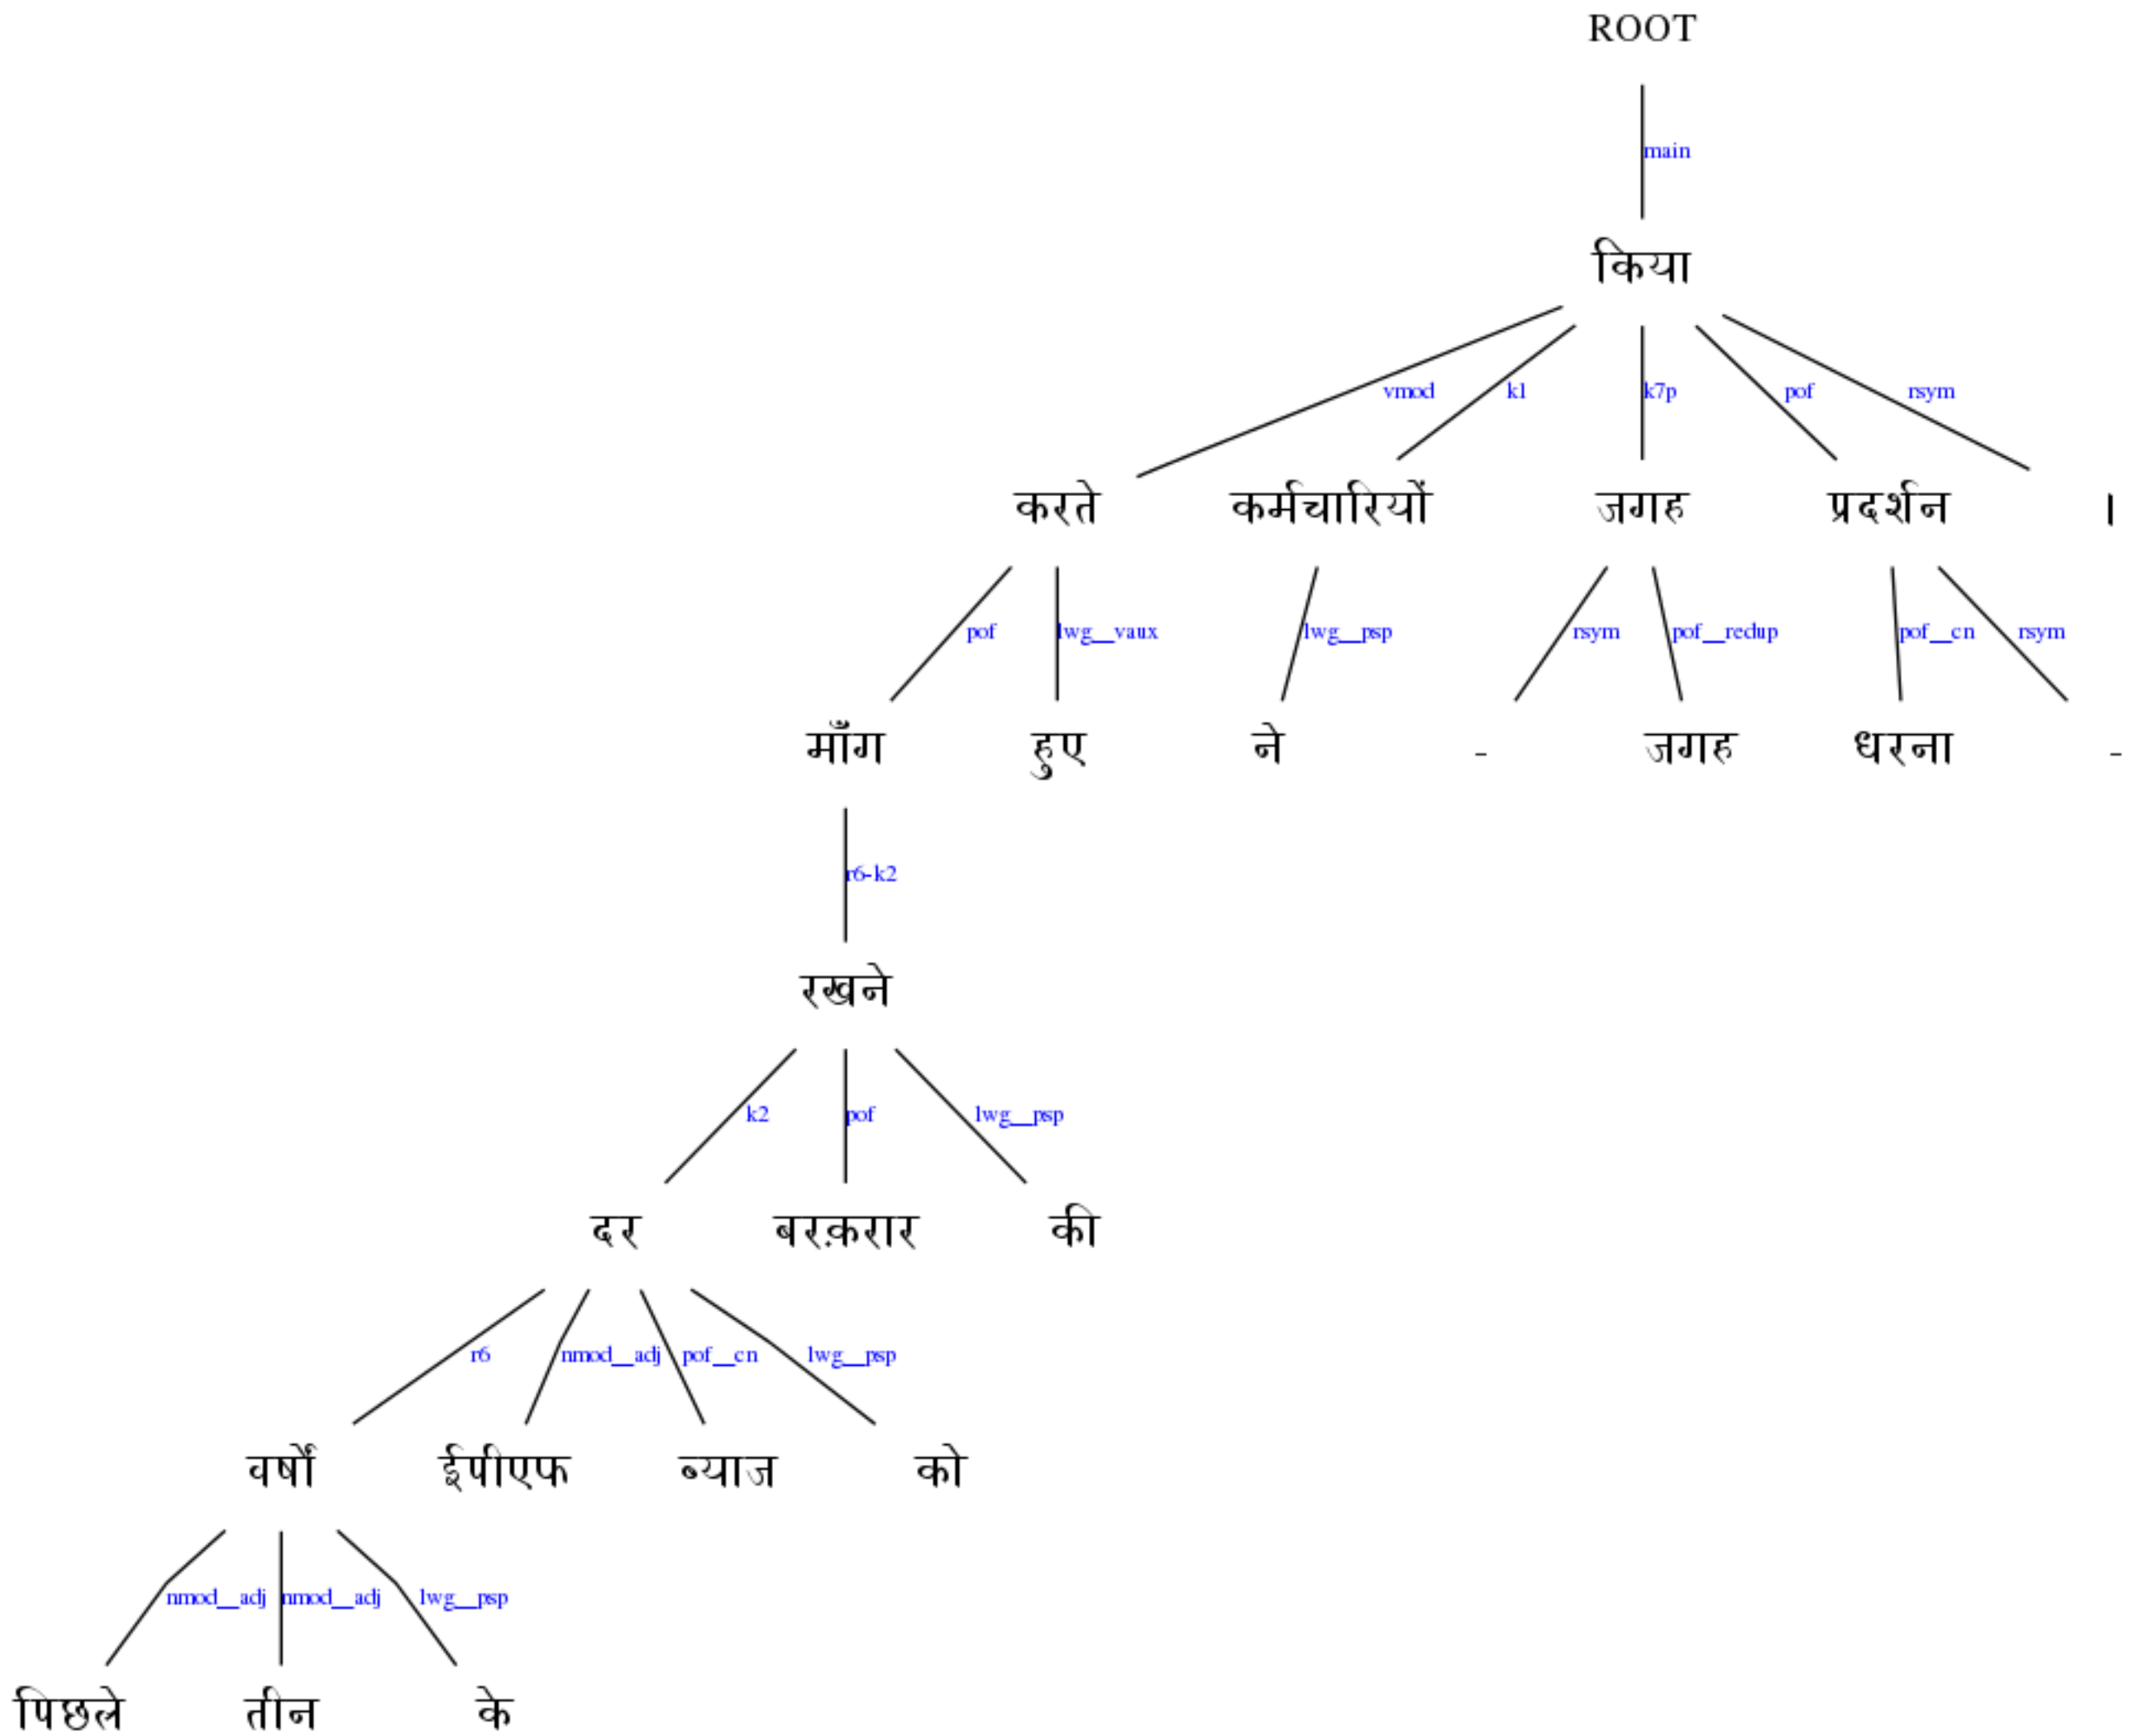 ROOT
main
किया
vmod k1 k7p pof rsym
करते कर्मचारियों जगह प्रदर्शन ।
pof lwg__vaux lwg__psp rsym pof__redup pof__cn rsym
माँग हुए ने - जगह धरना -
r6-k2
रखने
k2 pof lwg__psp
दर बरक़रार की
r6 nmod__adj pof__cn lwg__psp
वर्षों ईपीएफ ब्याज को
nmod__adj nmod__adj lwg__psp
पिछले तीन के